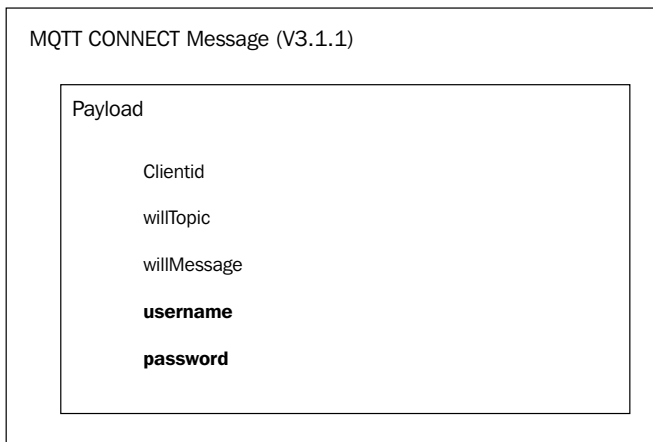 MQTT CONNECT Message (V3.1.1)
Payload
Clientid
willTopic
willMessage
username
password